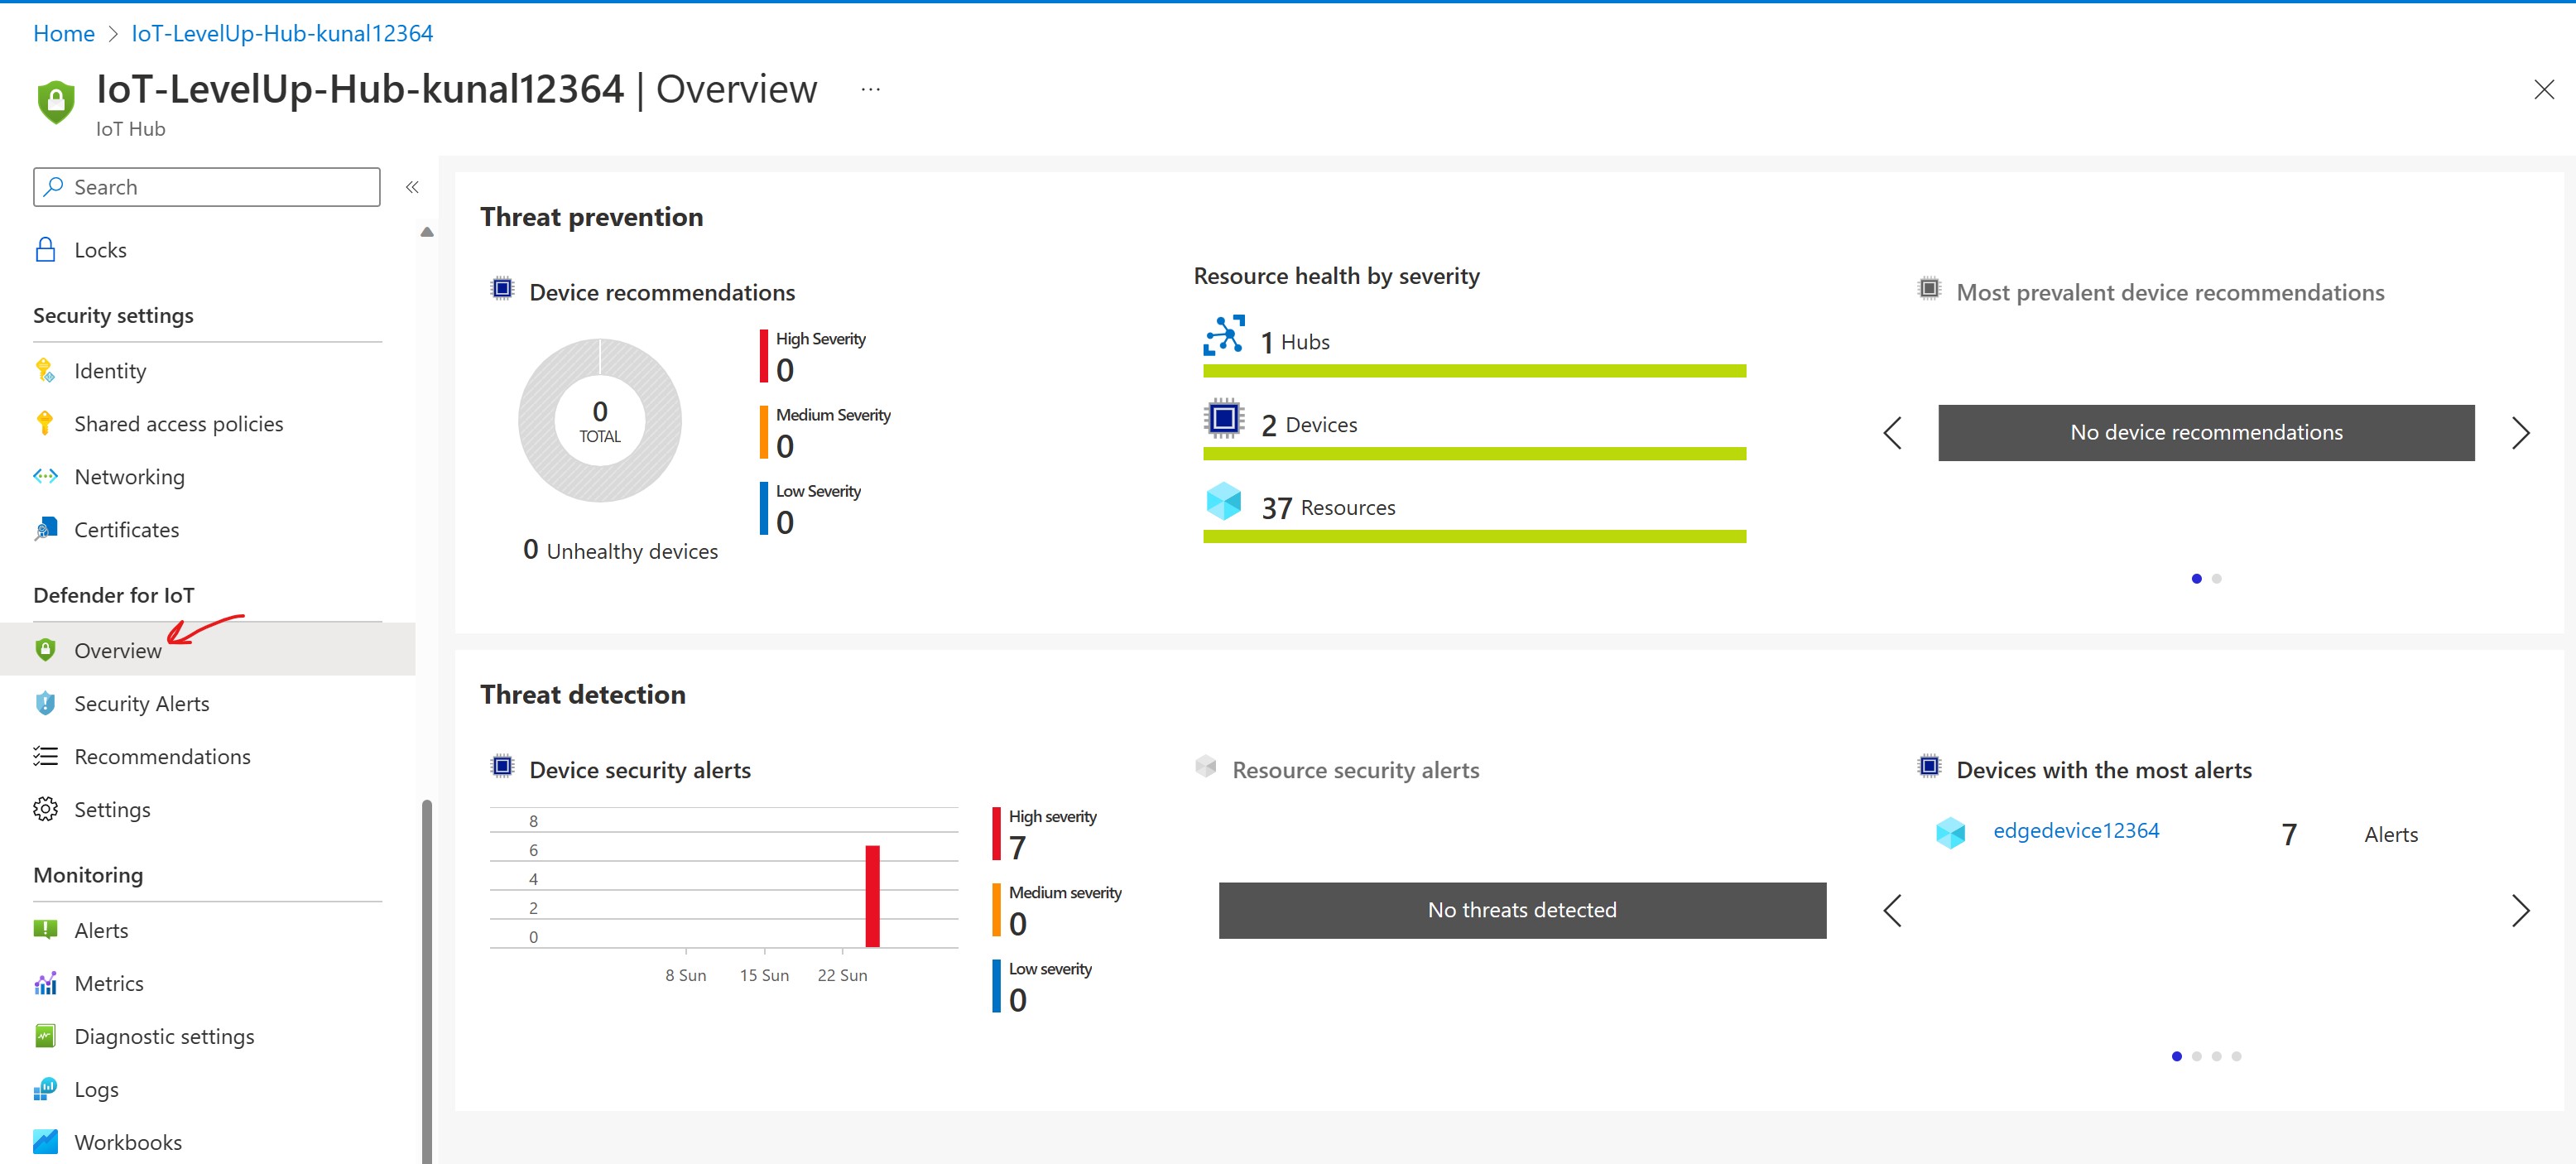 Home > IoT-LevelUp-Hub-kunal12364
IoT-LevelUp-Hub-kunal12364 | Overview ...
IoT Hub
Search
«
Locks
Security settings
Identity
Shared access policies
Networking
Certificates
Defender for IoT
Overview
Security Alerts
Recommendations
Settings
Monitoring
Alerts
Metrics
Diagnostic settings
Logs
Workbooks
Threat prevention
Device recommendations
0
TOTAL
High Severity
0
Medium Severity
0
Low Severity
0
0 Unhealthy devices
Resource health by severity
1 Hubs
2 Devices
37 Resources
Most prevalent device recommendations
No device recommendations
Threat detection
Device security alerts
8
6
4
2
0
8 Sun 15 Sun 22 Sun
High severity
7
Medium severity
0
Low severity
0
Resource security alerts
No threats detected
Devices with the most alerts
edgedevice12364 7 Alerts